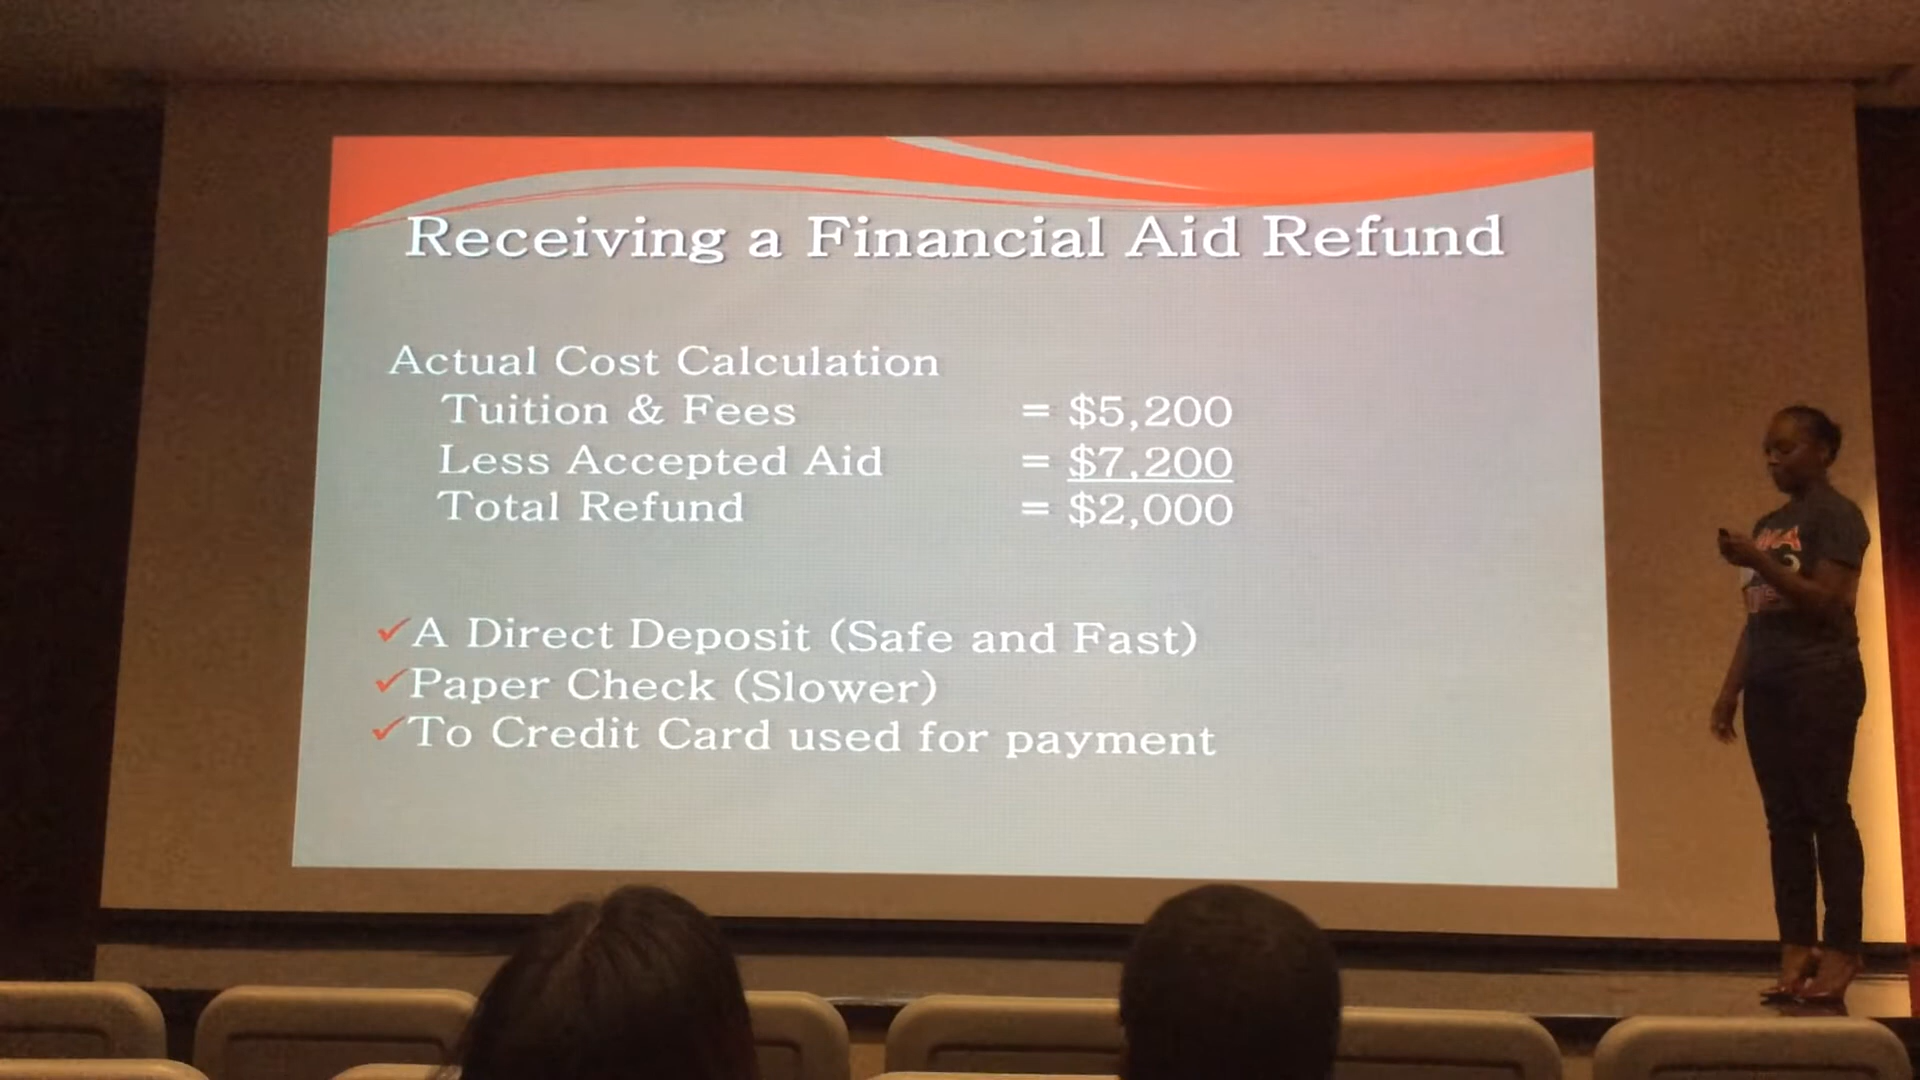 Receiving a Financial Aid Refund
Actual Cost Calculation
Tuition & Fees = $5,200
Less Accepted Aid = $7,200
Total Refund = $2,000
✓A Direct Deposit (Safe and Fast)
✓Paper Check (Slower)
✓To Credit Card used for payment